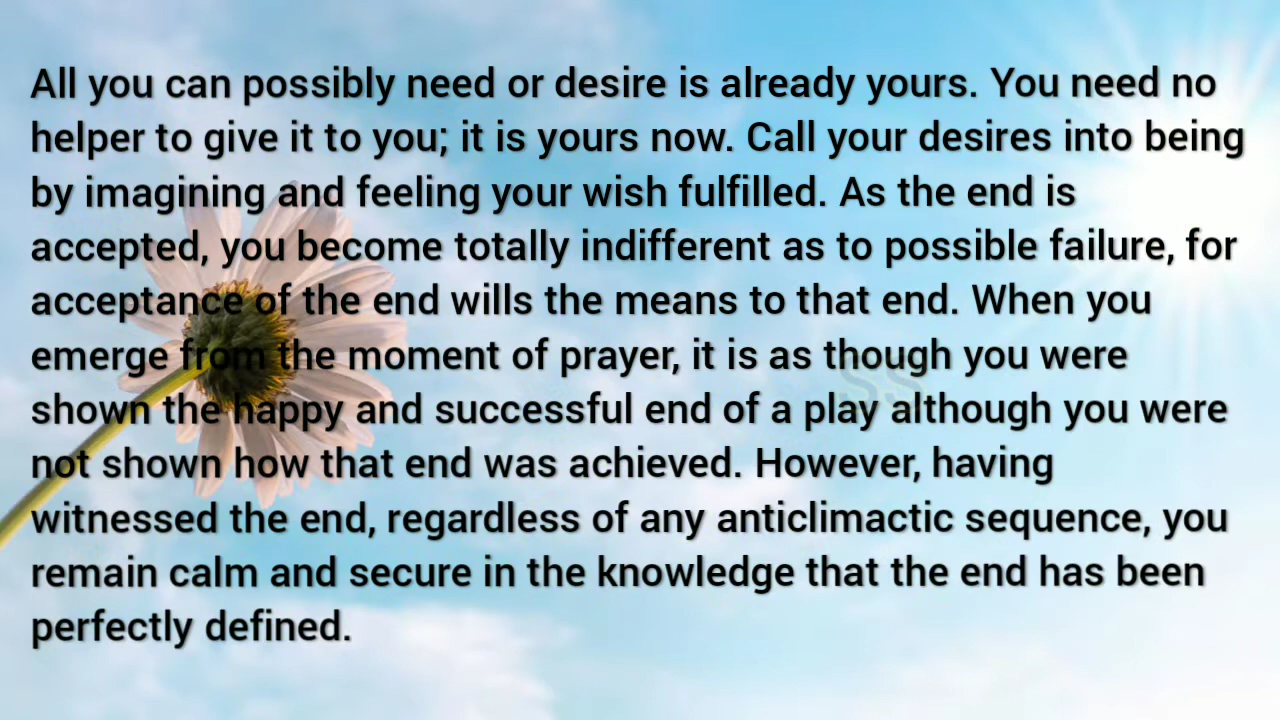 All you can possibly need or desire is already yours. You need no
helper to give it to you; it is yours now. Call your desires into being
by imagining and feeling your wish fulfilled. As the end is
accepted, you become totally indifferent as to possible failure, for
acceptance of the end wills the means to that end. When you
emerge from the moment of prayer, it is as though you were
shown the happy and successful end of a play although you were
not shown how that end was achieved. However, having
witnessed the end, regardless of any anticlimactic sequence, you
remain calm and secure in the knowledge that the end has been
perfectly defined.